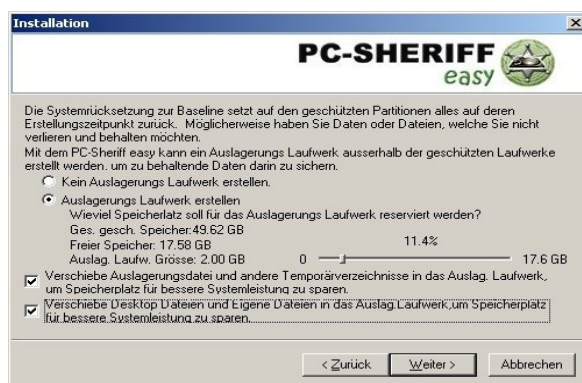 Installation
PC-SHERIFF
easy
Die Systemrücksetzung zur Baseline setzt auf den geschützten Partitionen alles auf deren
Erstellungszeitpunkt zurück. Möglicherweise haben Sie Daten oder Dateien, welche Sie nicht
verlieren und behalten möchten.
Mit dem PC-Sheriff easy kann ein Auslagerungs Laufwerk ausserhalb der geschützten Laufwerke
erstellt werden. um zu behaltende Daten darin zu sichern.
Kein Auslagerungs Laufwerk erstellen.
Auslagerungs Laufwerk erstellen
Wieviel Speicherlatz soll für das Auslagerungs Laufwerk reserviert werden?
Ges. gesch. Speicher:49.62 GB
Freier Speicher: 17.58 GB
11.4%
Auslag. Laufw. Grösse: 2.00 GB 0 17.6 GB
Verschiebe Auslagerungsdatei und andere Temporärverzeichnisse in das Auslag. Laufwerk,
um Speicherplatz für bessere Systemleistung zu sparen.
Verschiebe Desktop Dateien und Eigene Dateien in das Auslag.Laufwerk,um Speicherplatz
für bessere Systemleistung zu sparen.
< Zurück Weiter > Abbrechen